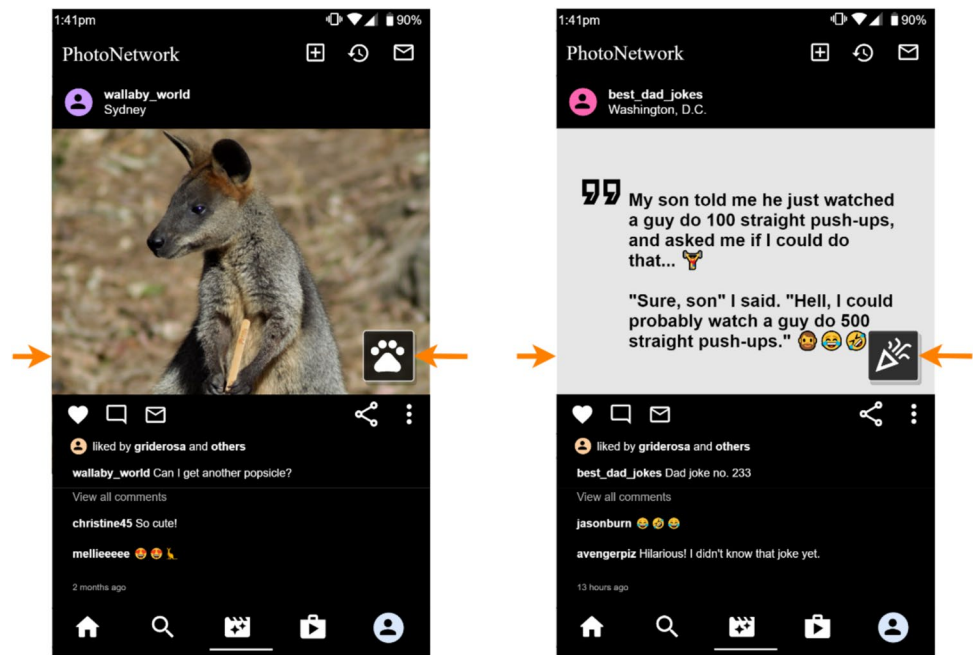 1:41pm 90%
PhotoNetwork
wallaby_world
Sydney
liked by griderosa and others
wallaby_world Can I get another popsicle?
View all comments
christine45 So cute!
mellieeeee 😍 😍 🦘
2 months ago
1:41pm 90%
PhotoNetwork
best_dad_jokes
Washington, D.C.
My son told me he just watched
a guy do 100 straight push-ups,
and asked me if I could do
that... 🏋️
"Sure, son" I said. "Hell, I could
probably watch a guy do 500
straight push-ups." 🐵 😂 🤣
liked by griderosa and others
best_dad_jokes Dad joke no. 233
View all comments
jasonburn 😂 🤣 😂
avengerpiz Hilarious! I didn't know that joke yet.
13 hours ago